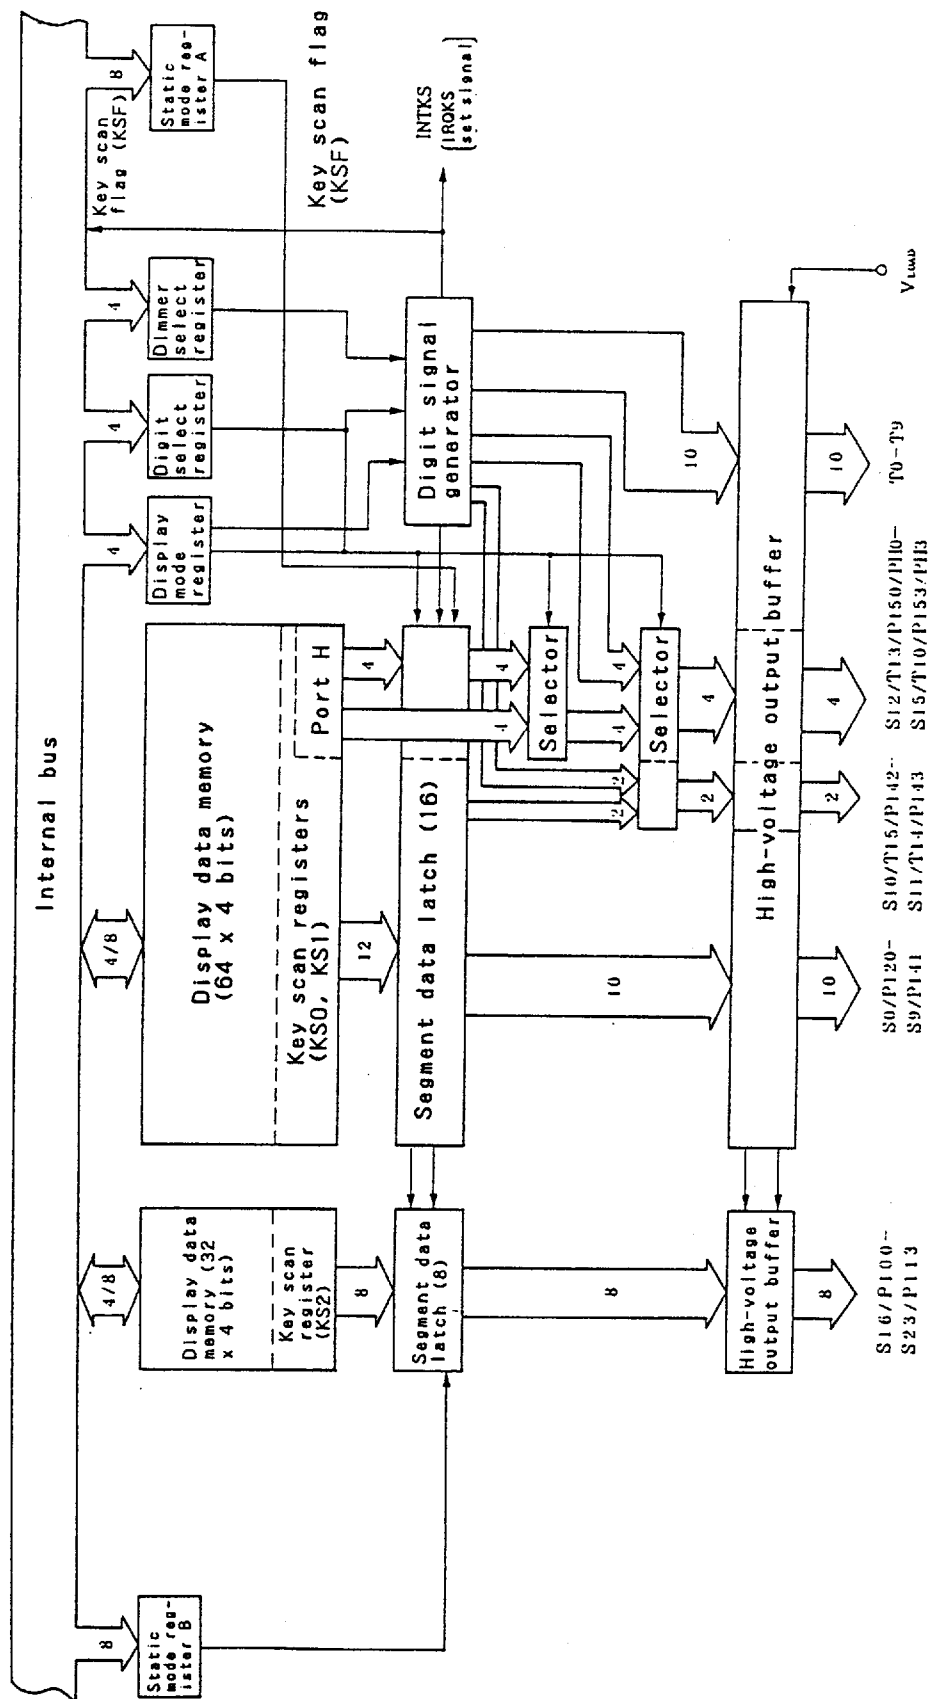 Internal bus
8
Static
mode reg-
ister B
4/8
Display data
memory (32
x 4 bits)
Key scan
register
(KS2)
8
Segment data
latch (8)
8
High-voltage
output buffer
8
S16/P100-
S23/P113
4/8
Display data memory
(64 x 4 bits)
Key scan registers
(KS0, KS1)
Port H
12
4
Segment data latch (16)
10
4
4
Selector
4
4
2
2
Selector
2
4
High-voltage output buffer
10
2
4
10
S0/P120-
S9/P141
S10/T15/P142-
S11/T14/P143
S12/T13/P150/PH0-
S15/T10/P153/PH3
T0-T9
4
Display
mode
register
4
Digit
select
register
4
Dimmer
select
register
Key scan
flag (KSF)
8
Static
mode reg-
ister A
Digit signal
generator
10
Key scan flag
(KSF)
INTKS
IRQKS
set signal
VLOAD